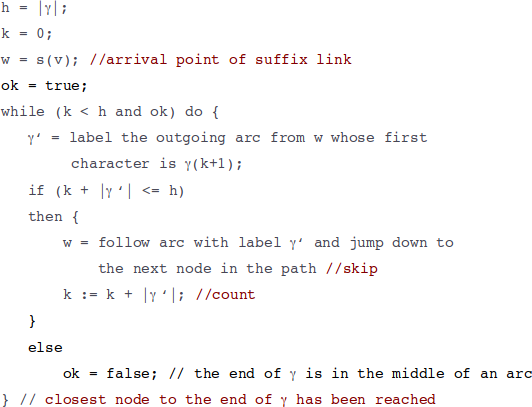 h = |γ|;
k = 0;
w = s(v); //arrival point of suffix link
ok = true;
while (k < h and ok) do {
γ‘ = label the outgoing arc from w whose first
character is γ(k+1);
if (k + |γ‘| <= h)
then {
w = follow arc with label γ‘ and jump down to
the next node in the path //skip
k := k + |γ‘|; //count
}
else
ok = false; // the end of γ is in the middle of an arc
} // closest node to the end of γ has been reached